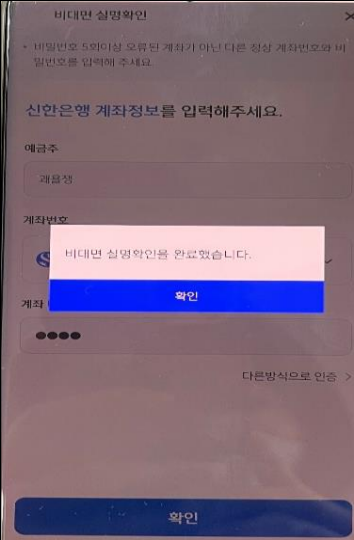 비대면 실명확인
비밀번호 5회이상 오류된 계좌가 아닌 다른 정상 계좌번호와 비
밀번호를 입력해 주세요.
신한은행 계좌정보를 입력해주세요.
예금주
계좌번호
비대면 실명확인을 완료했습니다.
확인
계좌
다른방식으로 인증
확인